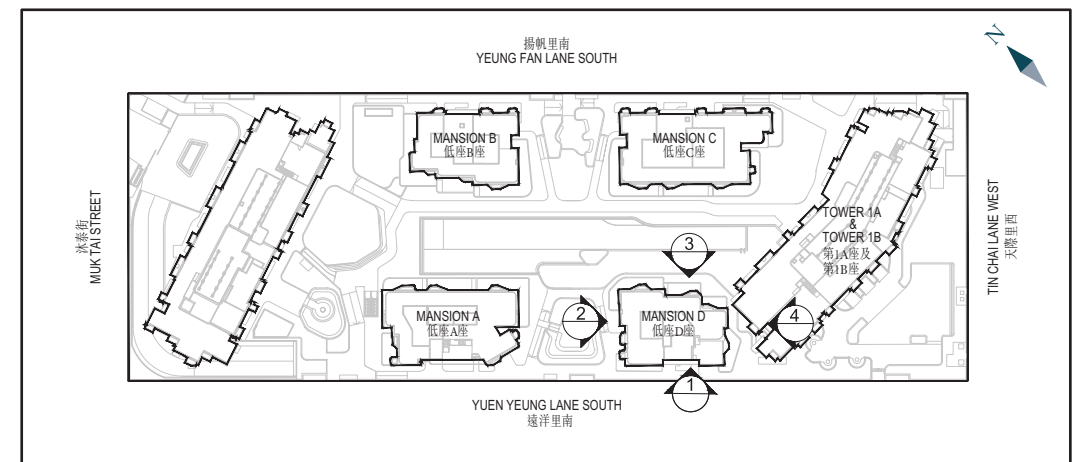 揚帆里南
YEUNG FAN LANE SOUTH
N
MANSION B
低座B座
MANSION C
低座C座
沐泰街
MUK TAI STREET
TOWER 1A
&
TOWER 1B
第1A座及
第1B座
TIN CHAI LANE WEST
天際里西
3
MANSION A
低座A座
2
MANSION D
低座D座
4
1
YUEN YEUNG LANE SOUTH
遠洋里南